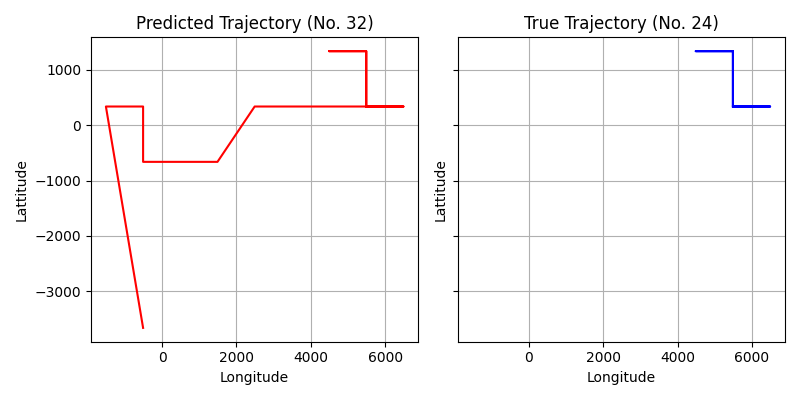 Predicted Trajectory (No. 32)
True Trajectory (No. 24)
Lattitude
1000
0
−1000
−2000
−3000
0
2000
4000
6000
Longitude
Lattitude
0
2000
4000
6000
Longitude